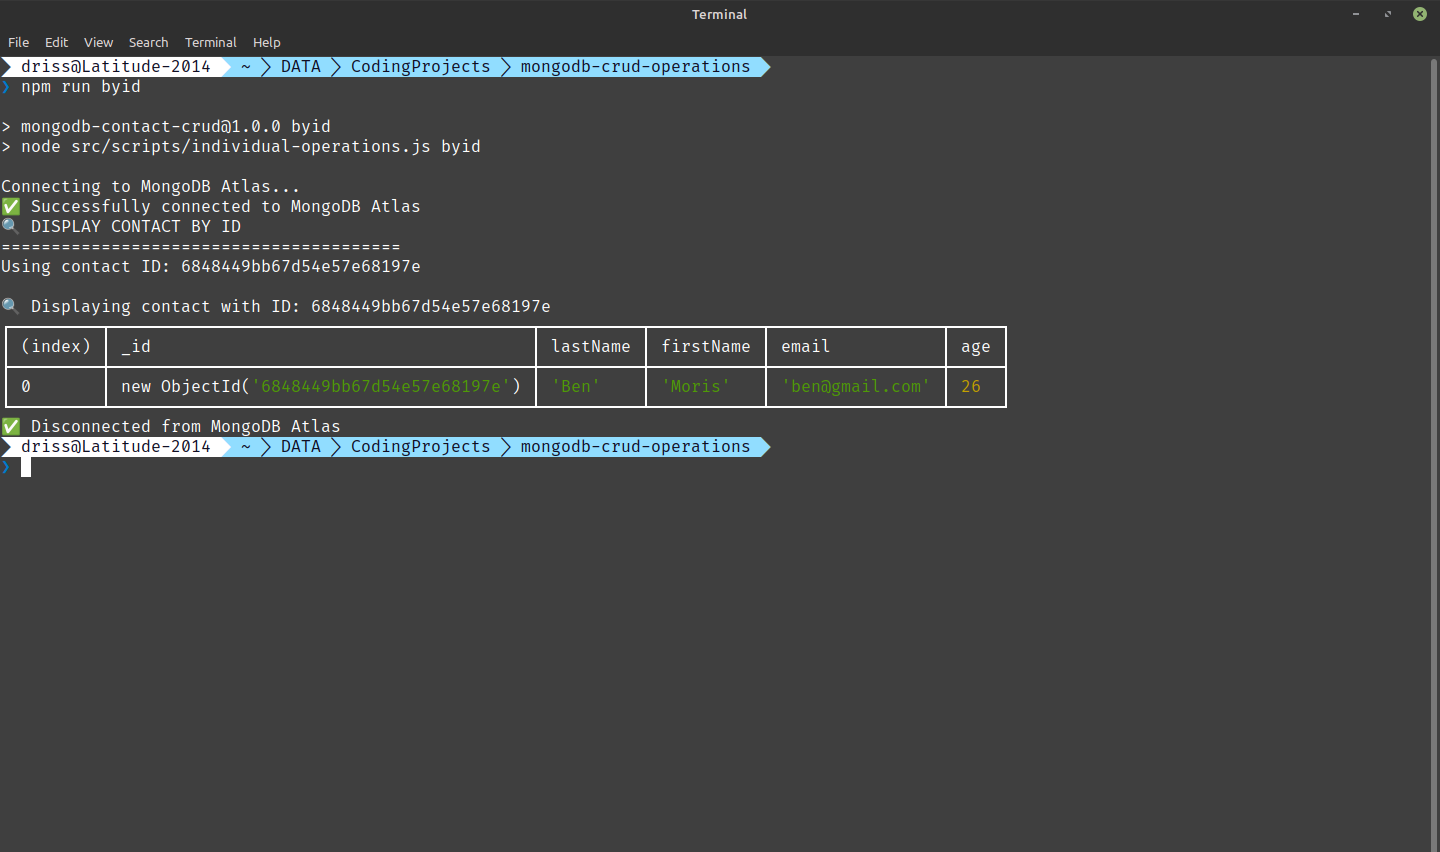 Terminal
File Edit View Search Terminal Help
driss@Latitude-2014 ~ DATA CodingProjects mongodb-crud-operations
❯ npm run byid
> mongodb-contact-crud@1.0.0 byid
> node src/scripts/individual-operations.js byid
Connecting to MongoDB Atlas...
✅ Successfully connected to MongoDB Atlas
🔍 DISPLAY CONTACT BY ID
========================================
Using contact ID: 6848449bb67d54e57e68197e
🔍 Displaying contact with ID: 6848449bb67d54e57e68197e
(index) _id lastName firstName email age
0 new ObjectId('6848449bb67d54e57e68197e') 'Ben' 'Moris' 'ben@gmail.com' 26
✅ Disconnected from MongoDB Atlas
driss@Latitude-2014 ~ DATA CodingProjects mongodb-crud-operations
❯